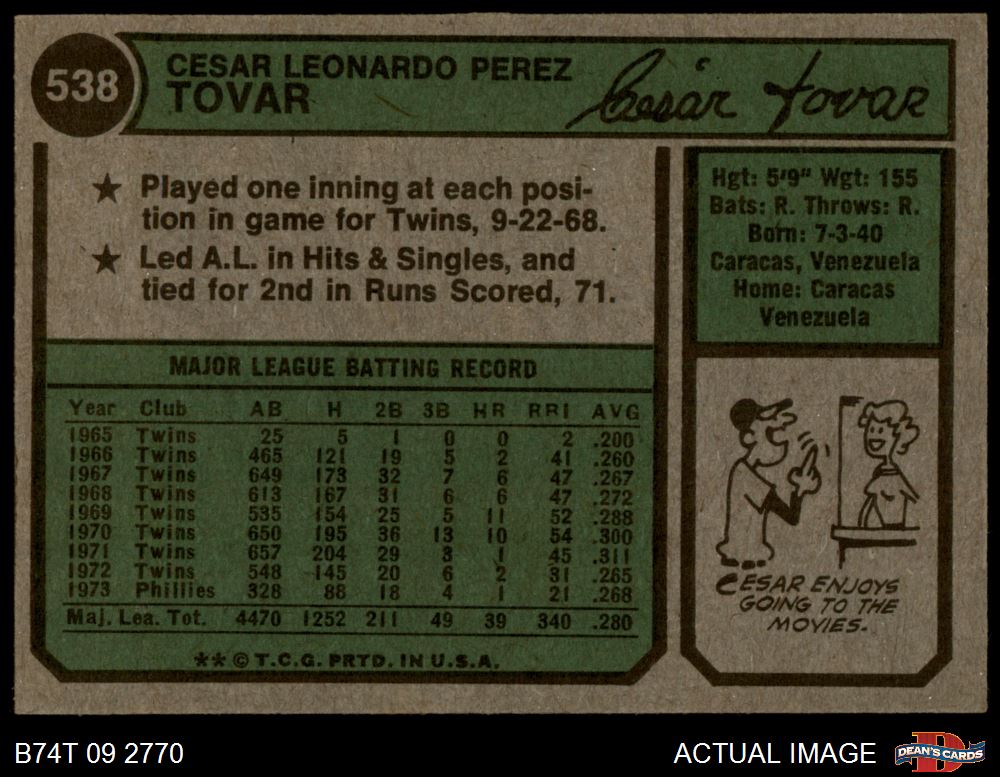 538
CESAR LEONARDO PEREZ
TOVAR
Cesár Tovar
★ Played one inning at each posi-
tion in game for Twins, 9-22-68.
★ Led A.L. in Hits & Singles, and
tied for 2nd in Runs Scored, 71.
Hgt: 5'9" Wgt: 155
Bats: R. Throws: R.
Born: 7-3-40
Caracas, Venezuela
Home: Caracas
Venezuela
MAJOR LEAGUE BATTING RECORD
Year Club AB H 2B 3B HR RBI AVG
1965 Twins 25 5 1 0 0 2 .200
1966 Twins 465 121 19 5 2 41 .260
1967 Twins 649 173 32 7 6 47 .267
1968 Twins 613 167 31 6 6 47 .272
1969 Twins 535 154 25 5 11 52 .288
1970 Twins 650 195 36 13 10 54 .300
1971 Twins 657 204 29 3 1 45 .311
1972 Twins 548 145 20 6 2 31 .265
1973 Phillies 328 88 18 4 1 21 .268
Maj. Lea. Tot. 4470 1252 211 49 39 340 .280
** © T.C.G. PRTD. IN U.S.A.
CESAR ENJOYS
GOING TO THE
MOVIES.
B74T 09 2770
ACTUAL IMAGE
DEAN'S CARDS